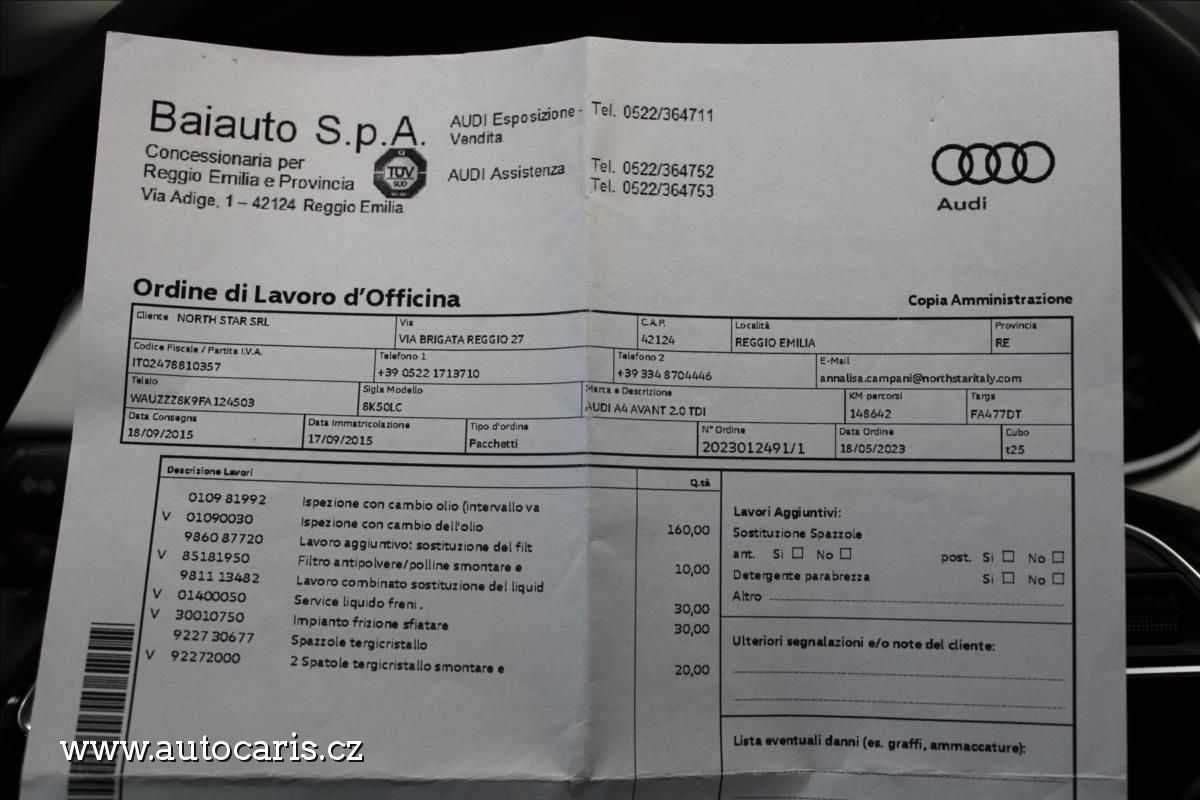 Baiauto S.p.A.
Concessionaria per
Reggio Emilia e Provincia
Via Adige, 1 – 42124 Reggio Emilia
TÜV
SUD
AUDI Esposizione - Tel. 0522/364711
Vendita
AUDI Assistenza Tel. 0522/364752
Tel. 0522/364753
Audi
Ordine di Lavoro d'Officina
Copia Amministrazione
Cliente NORTH STAR SRL
Via
VIA BRIGATA REGGIO 27
C.A.P.
42124
Località
REGGIO EMILIA
Provincia
RE
Codice Fiscale / Partita I.V.A.
IT02478810357
Telefono 1
+39 0522 1713710
Telefono 2
+39 334 8704446
E-Mail
annalisa.campani@northstaritaly.com
Telaio
WAUZZZ8K9FA124503
Sigla Modello
8K50LC
Marca e Descrizione
AUDI A4 AVANT 2.0 TDI
KM percorsi
148642
Targa
FA477DT
Data Consegna
18/09/2015
Data Immatricolazione
17/09/2015
Tipo d'ordine
Pacchetti
N° Ordine
2023012491/1
Data Ordine
18/05/2023
Cubo
t25
Descrizione Lavori Q.tà
0109 81992 Ispezione con cambio olio (intervallo va
V 01090030 Ispezione con cambio dell'olio 160,00
9860 87720 Lavoro aggiuntivo: sostituzione del filt
V 85181950 Filtro antipolvere/polline smontare e 10,00
9811 13482 Lavoro combinato sostituzione del liquid
V 01400050 Service liquido freni . 30,00
V 30010750 Impianto frizione sfiatare 30,00
9227 30677 Spazzole tergicristallo
V 92272000 2 Spatole tergicristallo smontare e 20,00
Lavori Aggiuntivi:
Sostituzione Spazzole
ant. Si ☐ No ☐ post. Si ☐ No ☐
Detergente parabrezza Si ☐ No ☐
Altro
Ulteriori segnalazioni e/o note del cliente:
Lista eventuali danni (es. graffi, ammaccature):
www.autocaris.cz